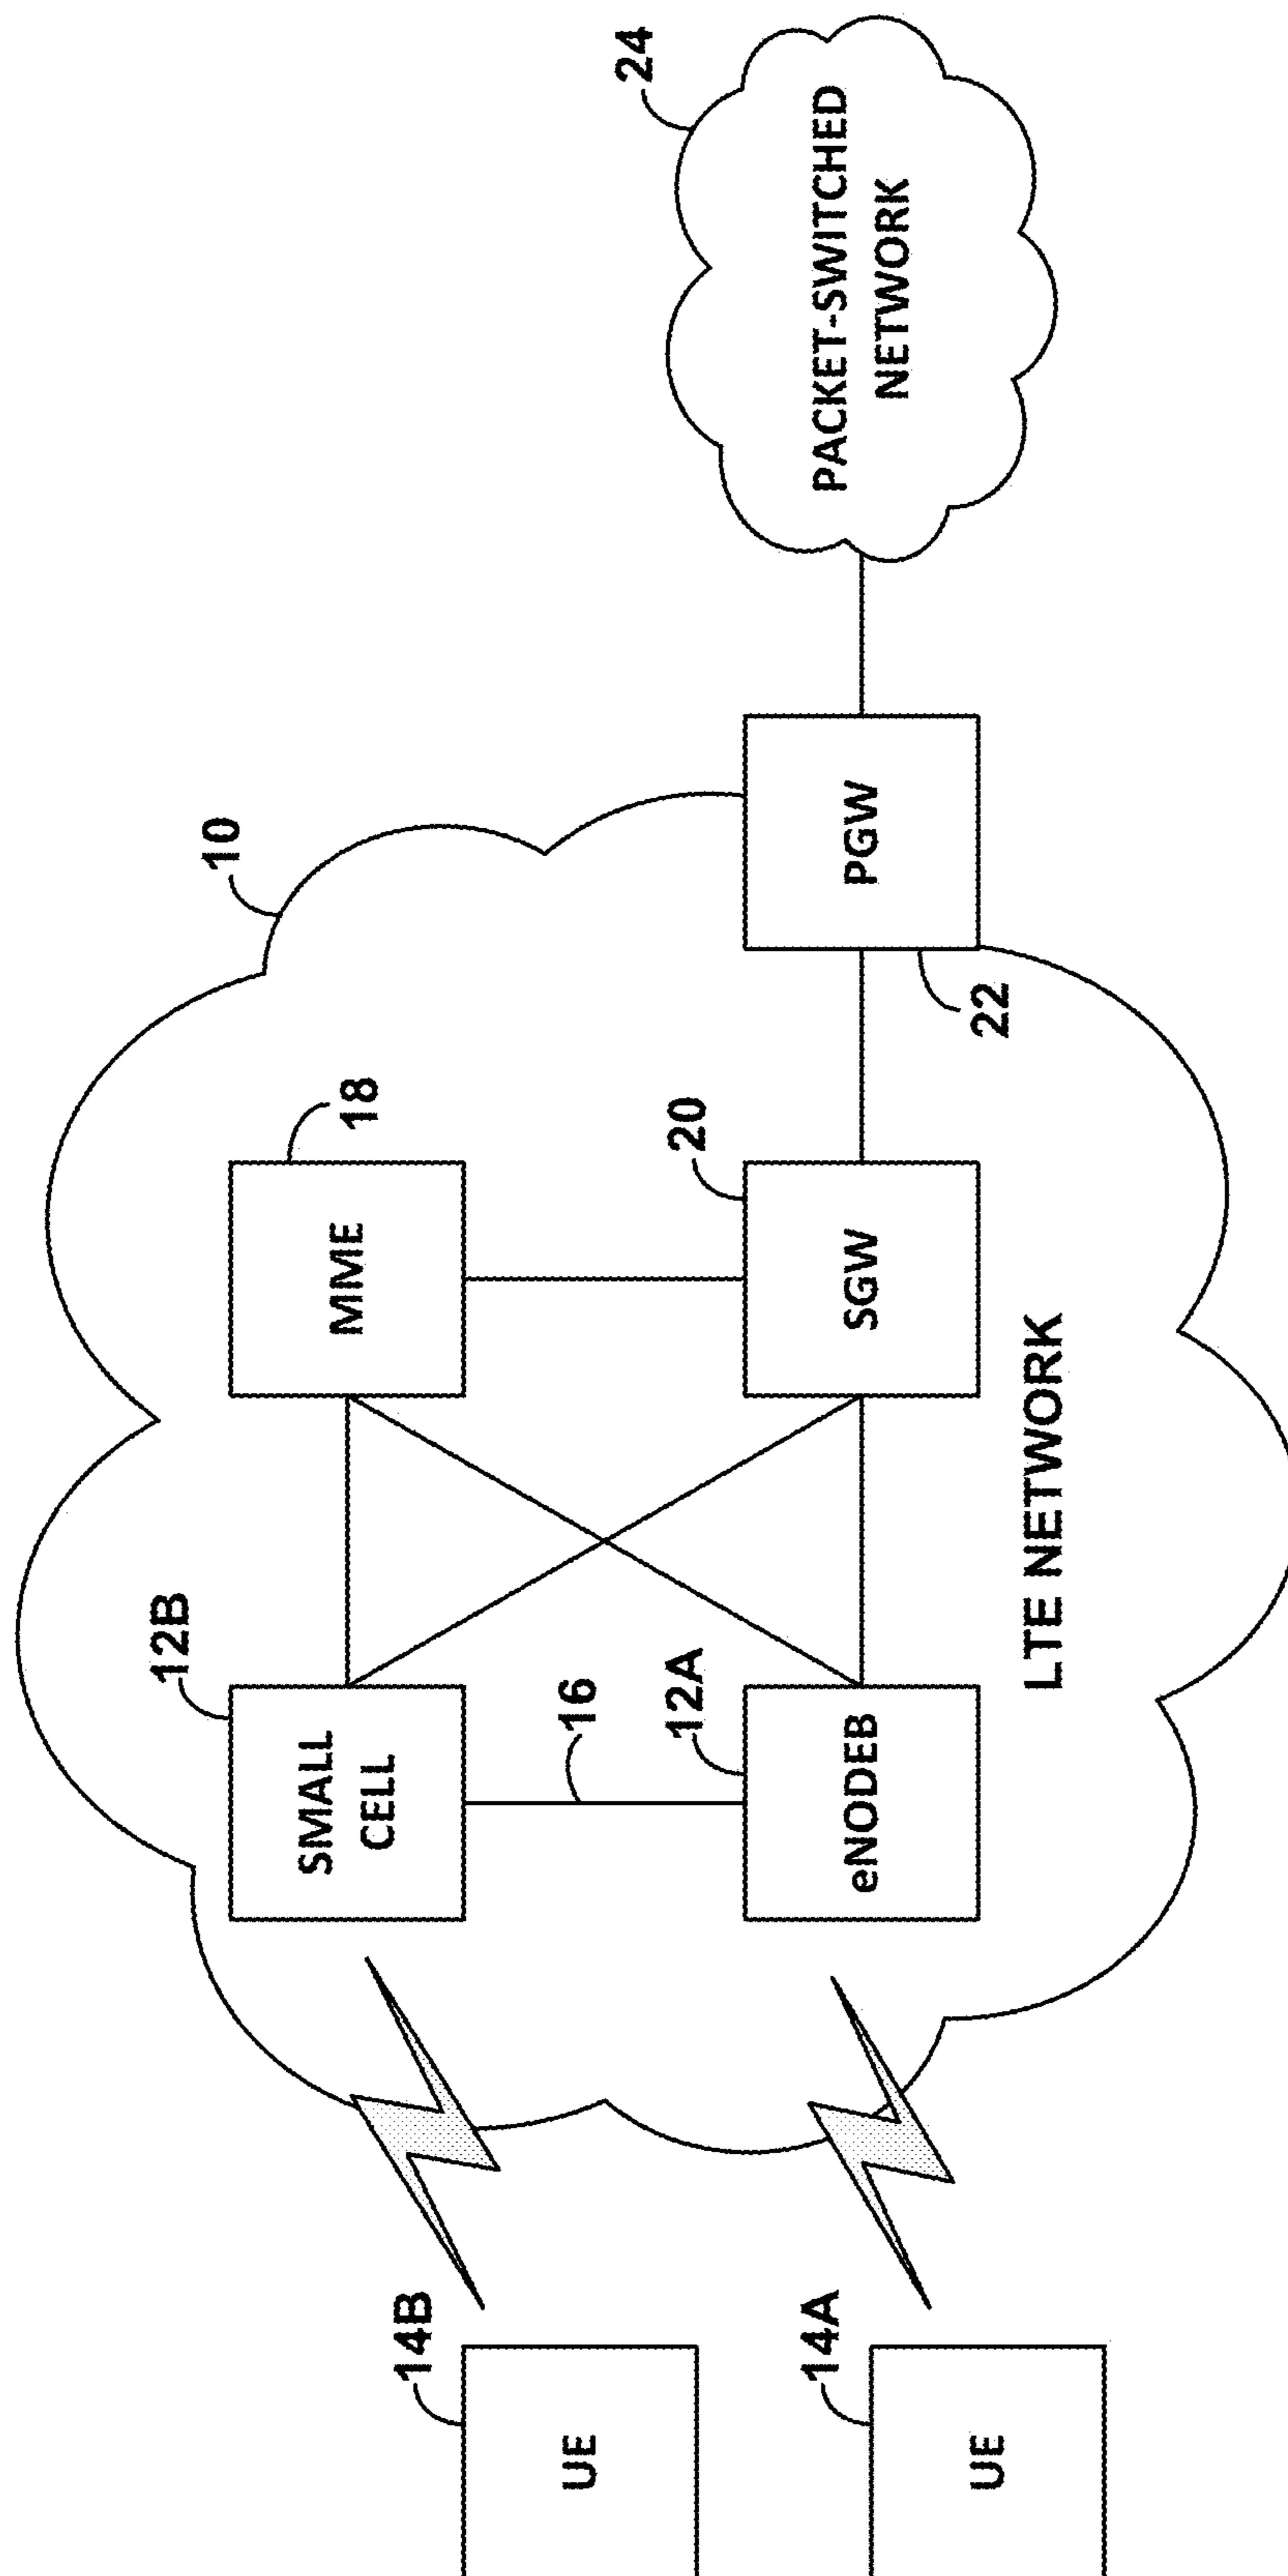 10
24
12B
18
SMALL
CELL
MME
16
14B
UE
12A
20
eNODEB
SGW
PGW
PACKET-SWITCHED
NETWORK
22
14A
UE
LTE NETWORK